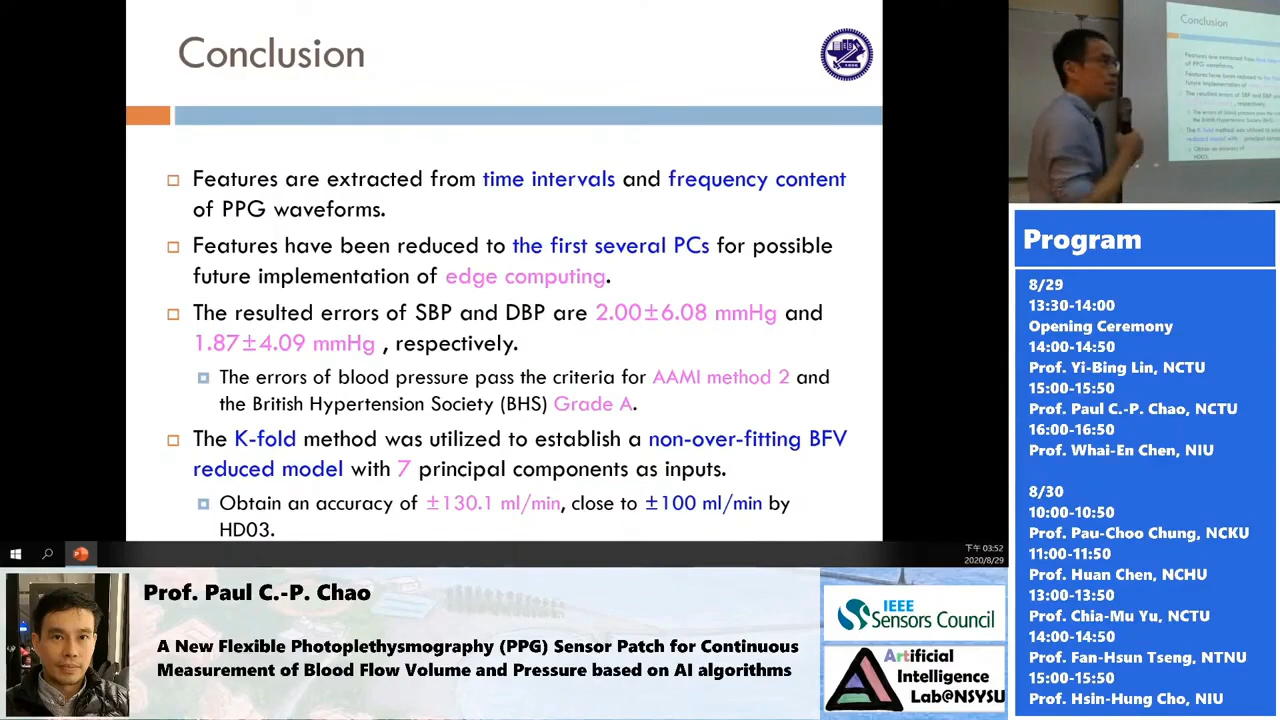 Conclusion
Features are extracted from time intervals and frequency content
of PPG waveforms.
Features have been reduced to the first several PCs for possible
future implementation of edge computing.
The resulted errors of SBP and DBP are 2.00±6.08 mmHg and
1.87±4.09 mmHg , respectively.
The errors of blood pressure pass the criteria for AAMI method 2 and
the British Hypertension Society (BHS) Grade A.
The K-fold method was utilized to establish a non-over-fitting BFV
reduced model with 7 principal components as inputs.
Obtain an accuracy of ±130.1 ml/min, close to ±100 ml/min by
HD03.
下午 03:52
2020/8/29
Conclusion
Program
8/29
13:30-14:00
Opening Ceremony
14:00-14:50
Prof. Yi-Bing Lin, NCTU
15:00-15:50
Prof. Paul C.-P. Chao, NCTU
16:00-16:50
Prof. Whai-En Chen, NIU
8/30
10:00-10:50
Prof. Pau-Choo Chung, NCKU
11:00-11:50
Prof. Huan Chen, NCHU
13:00-13:50
Prof. Chia-Mu Yu, NCTU
14:00-14:50
Prof. Fan-Hsun Tseng, NTNU
15:00-15:50
Prof. Hsin-Hung Cho, NIU
Prof. Paul C.-P. Chao
A New Flexible Photoplethysmography (PPG) Sensor Patch for Continuous
Measurement of Blood Flow Volume and Pressure based on AI algorithms
IEEE
Sensors Council
Artificial
Intelligence
Lab@NSYSU